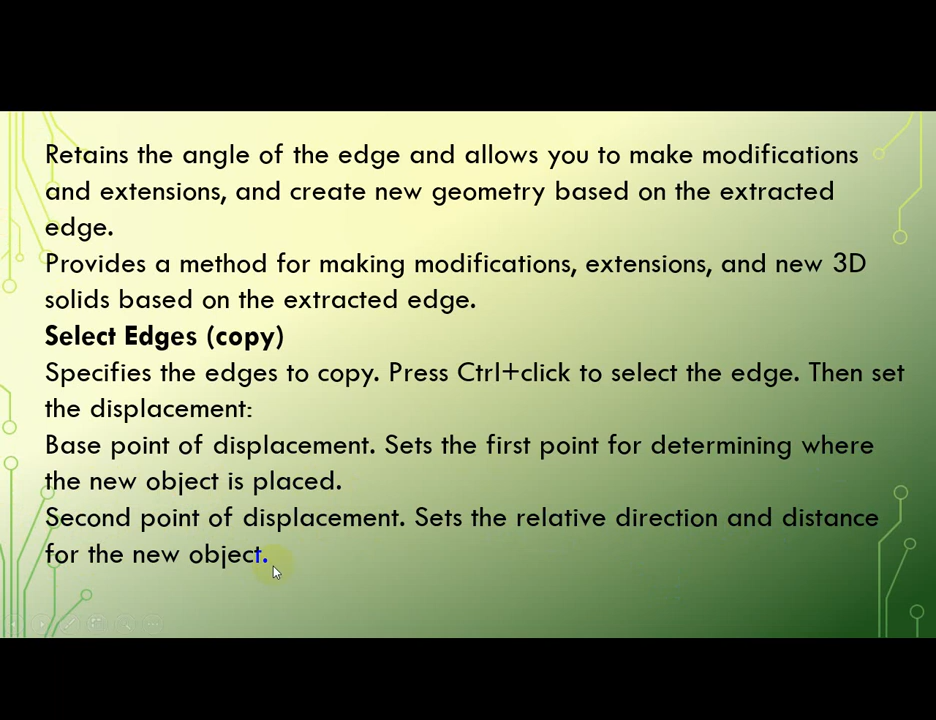 Retains the angle of the edge and allows you to make modifications
and extensions, and create new geometry based on the extracted
edge.
Provides a method for making modifications, extensions, and new 3D
solids based on the extracted edge.
Select Edges (copy)
Specifies the edges to copy. Press Ctrl+click to select the edge. Then set
the displacement:
Base point of displacement. Sets the first point for determining where
the new object is placed.
Second point of displacement. Sets the relative direction and distance
for the new object.